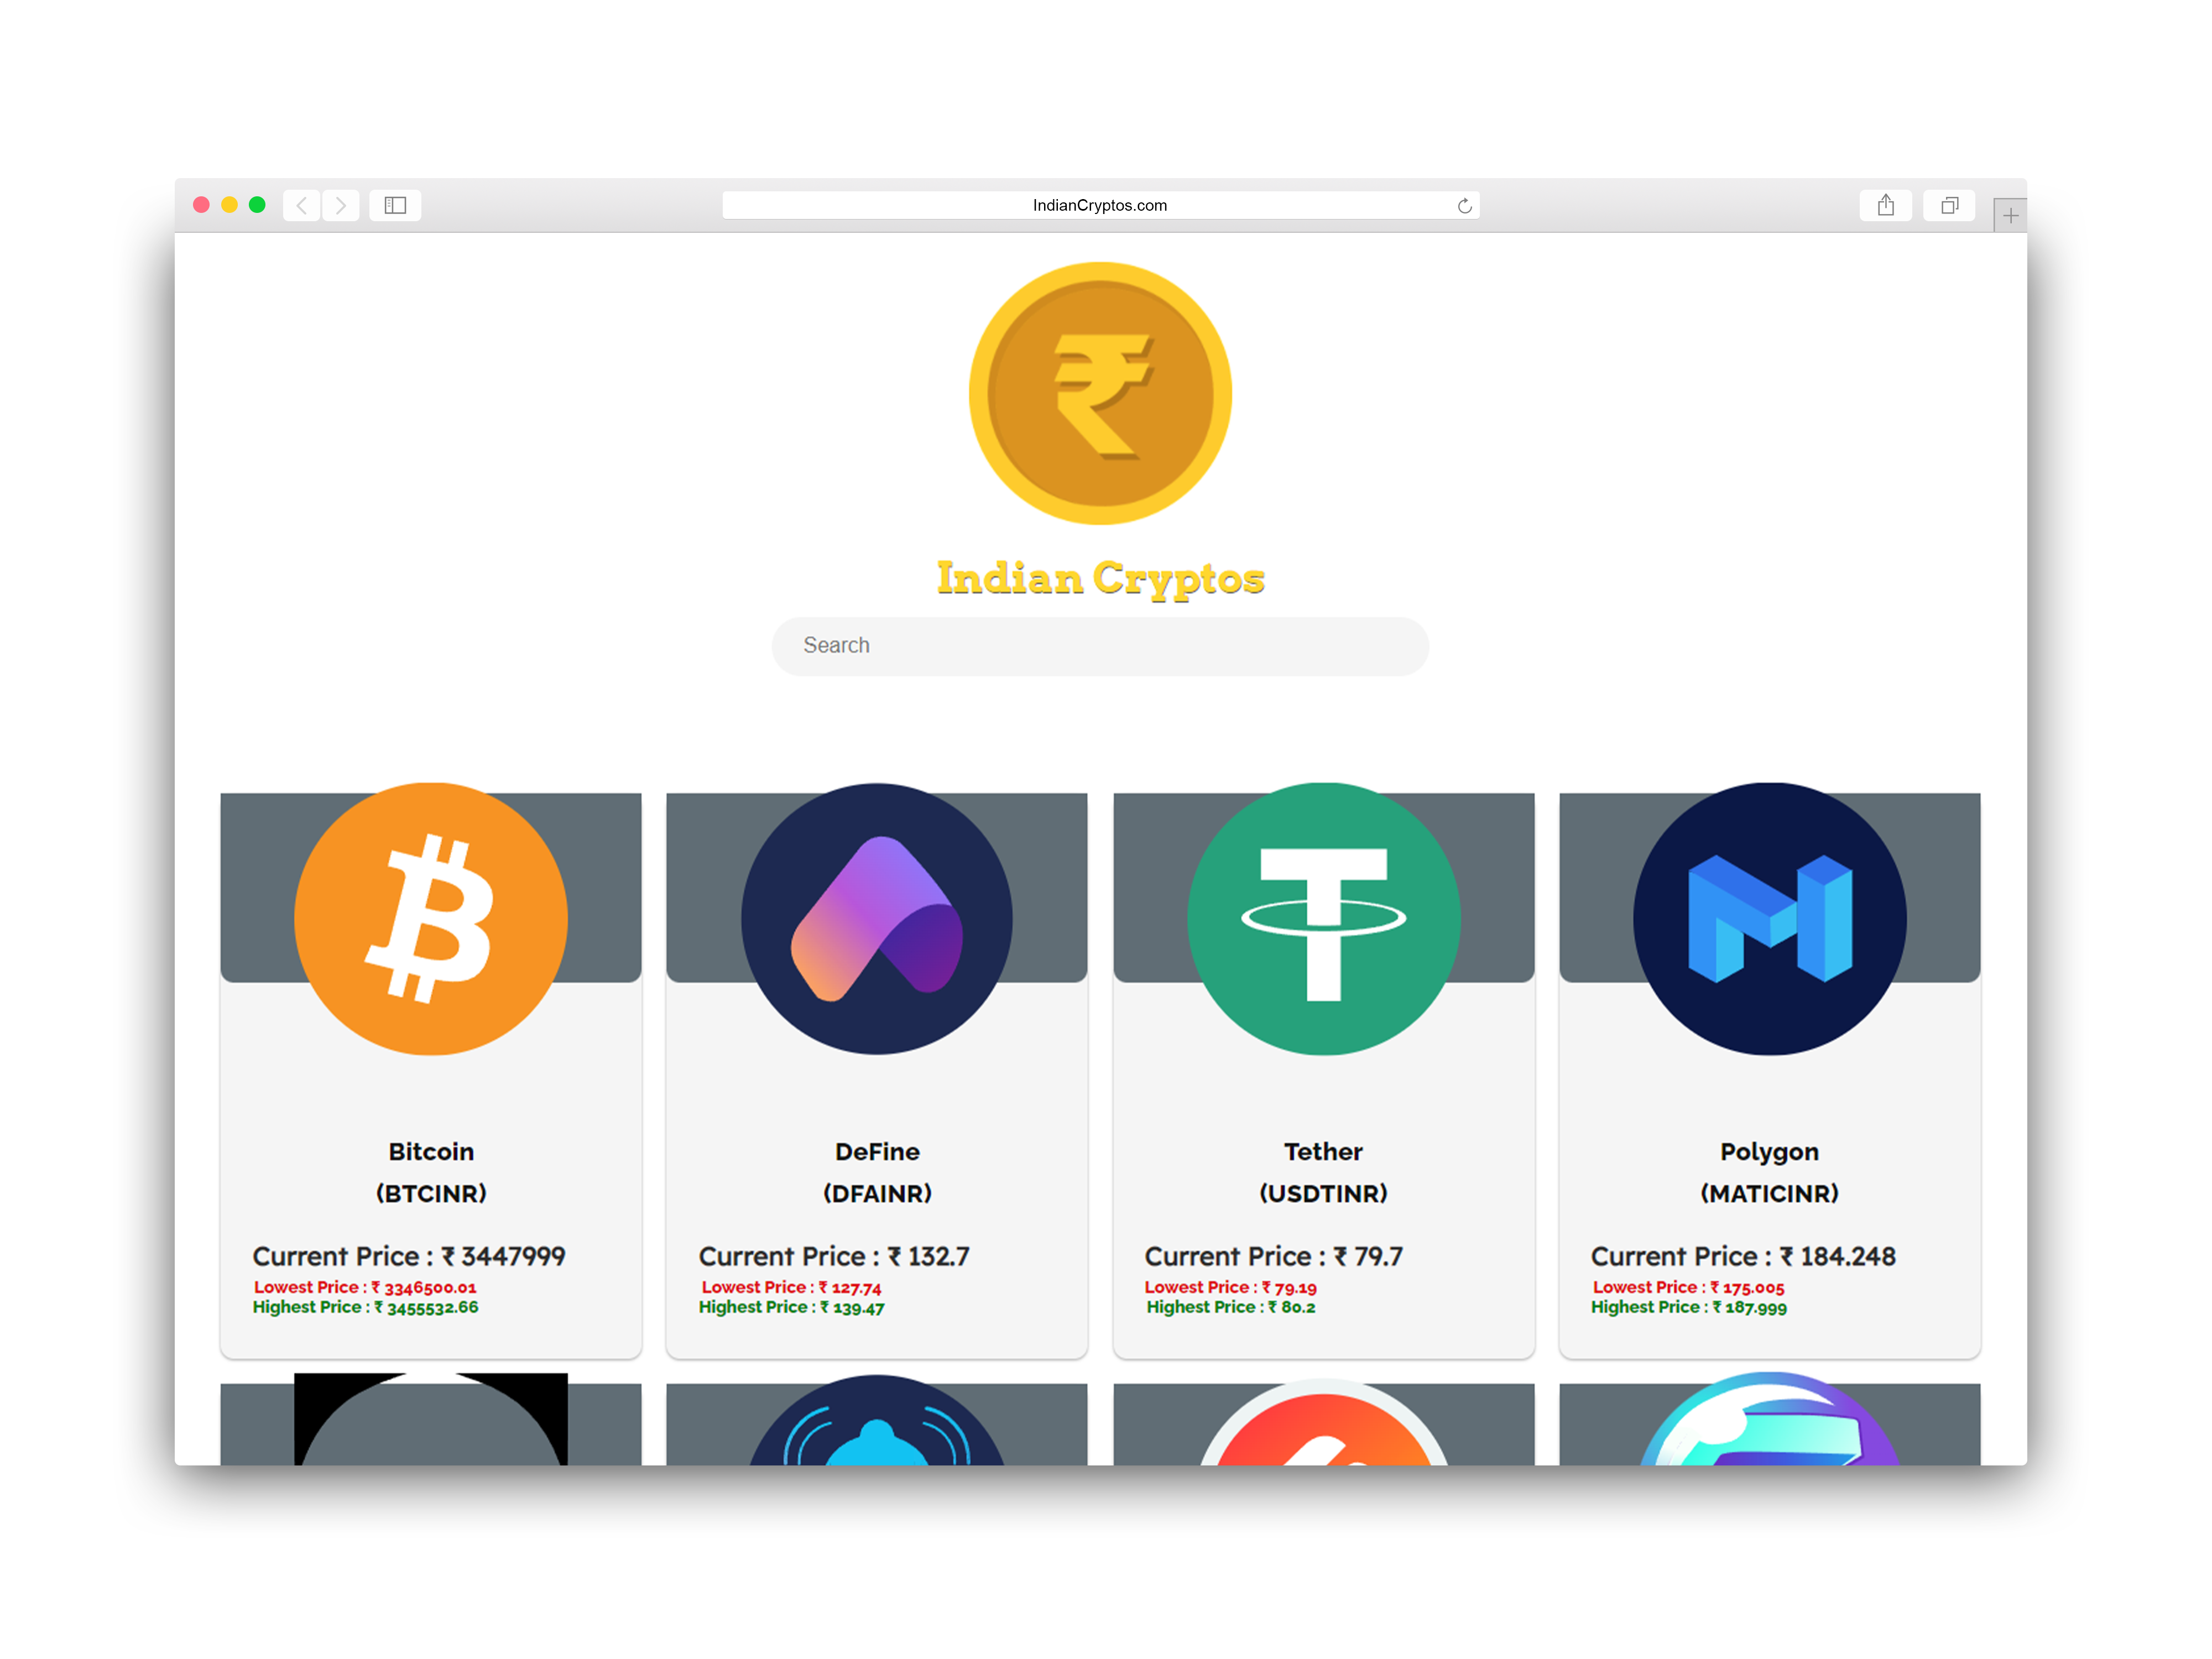 IndianCryptos.com
₹
Indian Cryptos
Search
Bitcoin
(BTCINR)
Current Price : ₹ 3447999
Lowest Price : ₹ 3346500.01
Highest Price : ₹ 3455532.66
DeFine
(DFAINR)
Current Price : ₹ 132.7
Lowest Price : ₹ 127.74
Highest Price : ₹ 139.47
Tether
(USDTINR)
Current Price : ₹ 79.7
Lowest Price : ₹ 79.19
Highest Price : ₹ 80.2
Polygon
(MATICINR)
Current Price : ₹ 184.248
Lowest Price : ₹ 175.005
Highest Price : ₹ 187.999